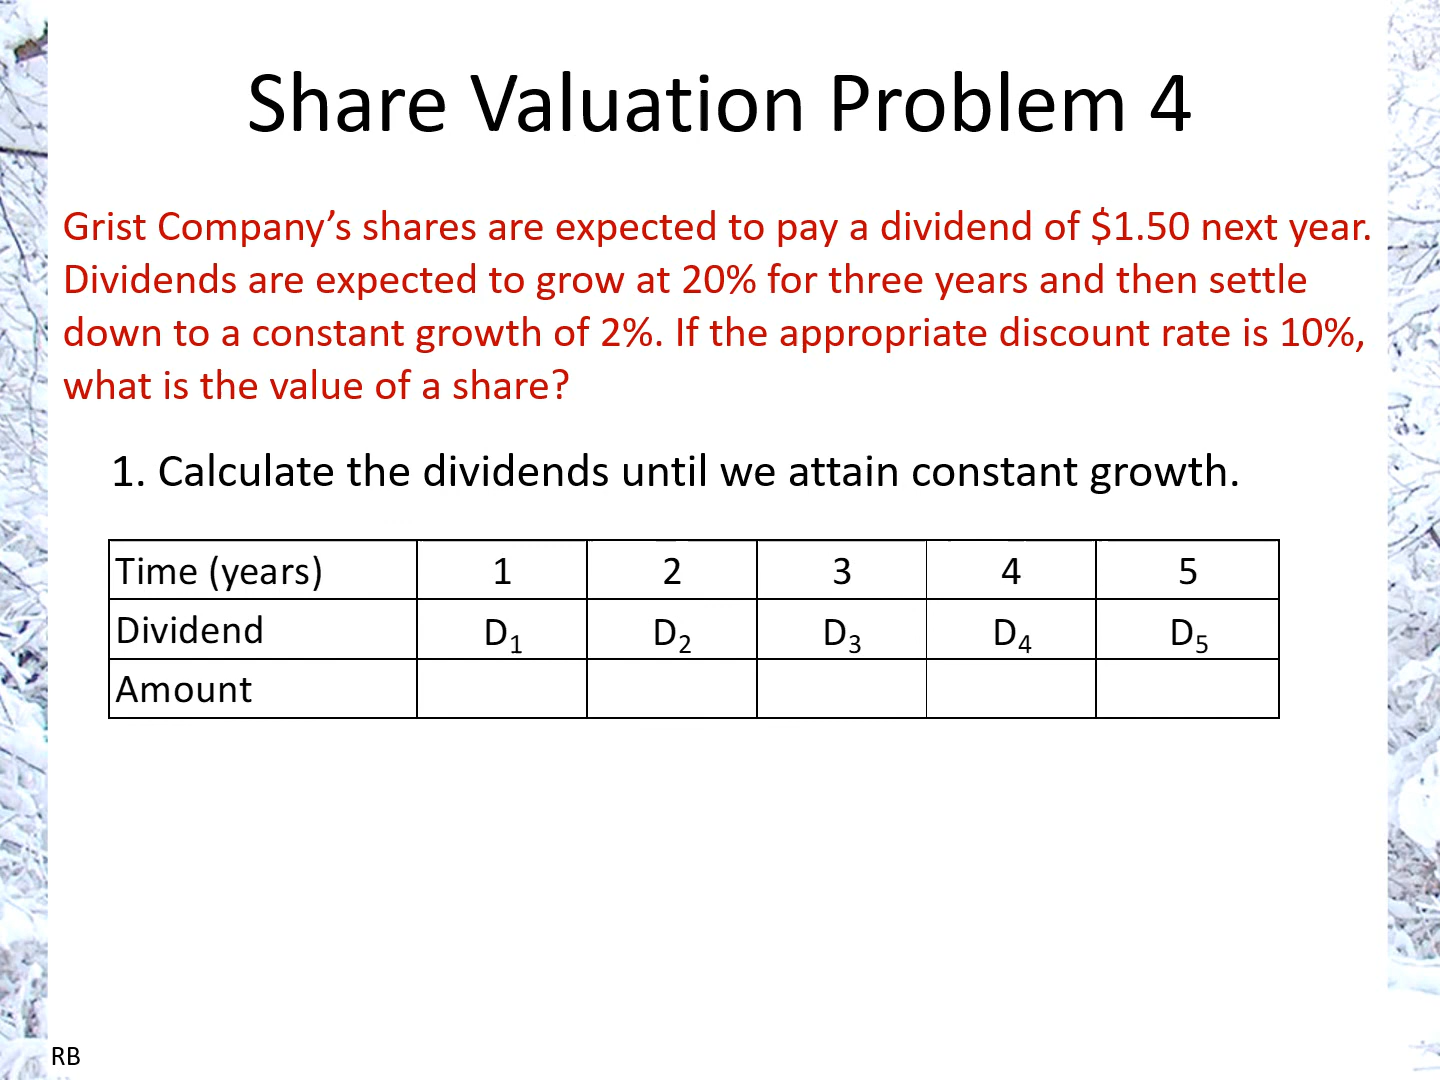 Share Valuation Problem 4
Grist Company’s shares are expected to pay a dividend of $1.50 next year.
Dividends are expected to grow at 20% for three years and then settle
down to a constant growth of 2%. If the appropriate discount rate is 10%,
what is the value of a share?
1. Calculate the dividends until we attain constant growth.
Time (years) 1 2 3 4 5
Dividend D₁ D₂ D₃ D₄ D₅
Amount
RB